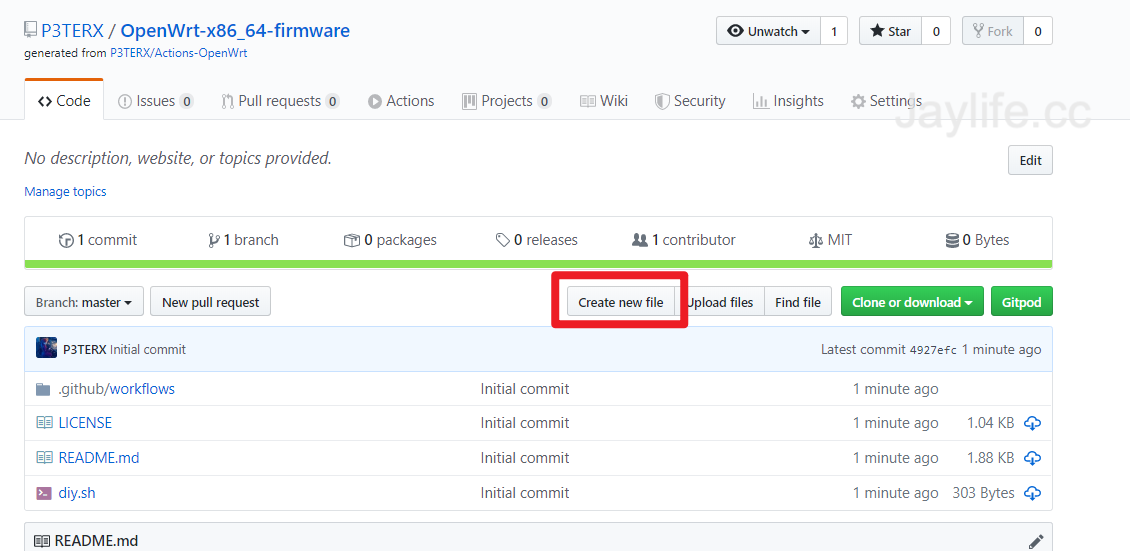 P3TERX / OpenWrt-x86_64-firmware
Unwatch 1 Star 0 Fork 0
generated from P3TERX/Actions-OpenWrt
Code Issues 0 Pull requests 0 Actions Projects 0 Wiki Security Insights Settings
Jaylife.cc
No description, website, or topics provided.
Edit
Manage topics
1 commit 1 branch 0 packages 0 releases 1 contributor MIT 0 Bytes
Branch: master New pull request Create new file Upload files Find file Clone or download Gitpod
P3TERX Initial commit Latest commit 4927efc 1 minute ago
.github/workflows Initial commit 1 minute ago
LICENSE Initial commit 1 minute ago 1.04 KB
README.md Initial commit 1 minute ago 1.88 KB
diy.sh Initial commit 1 minute ago 303 Bytes
README.md